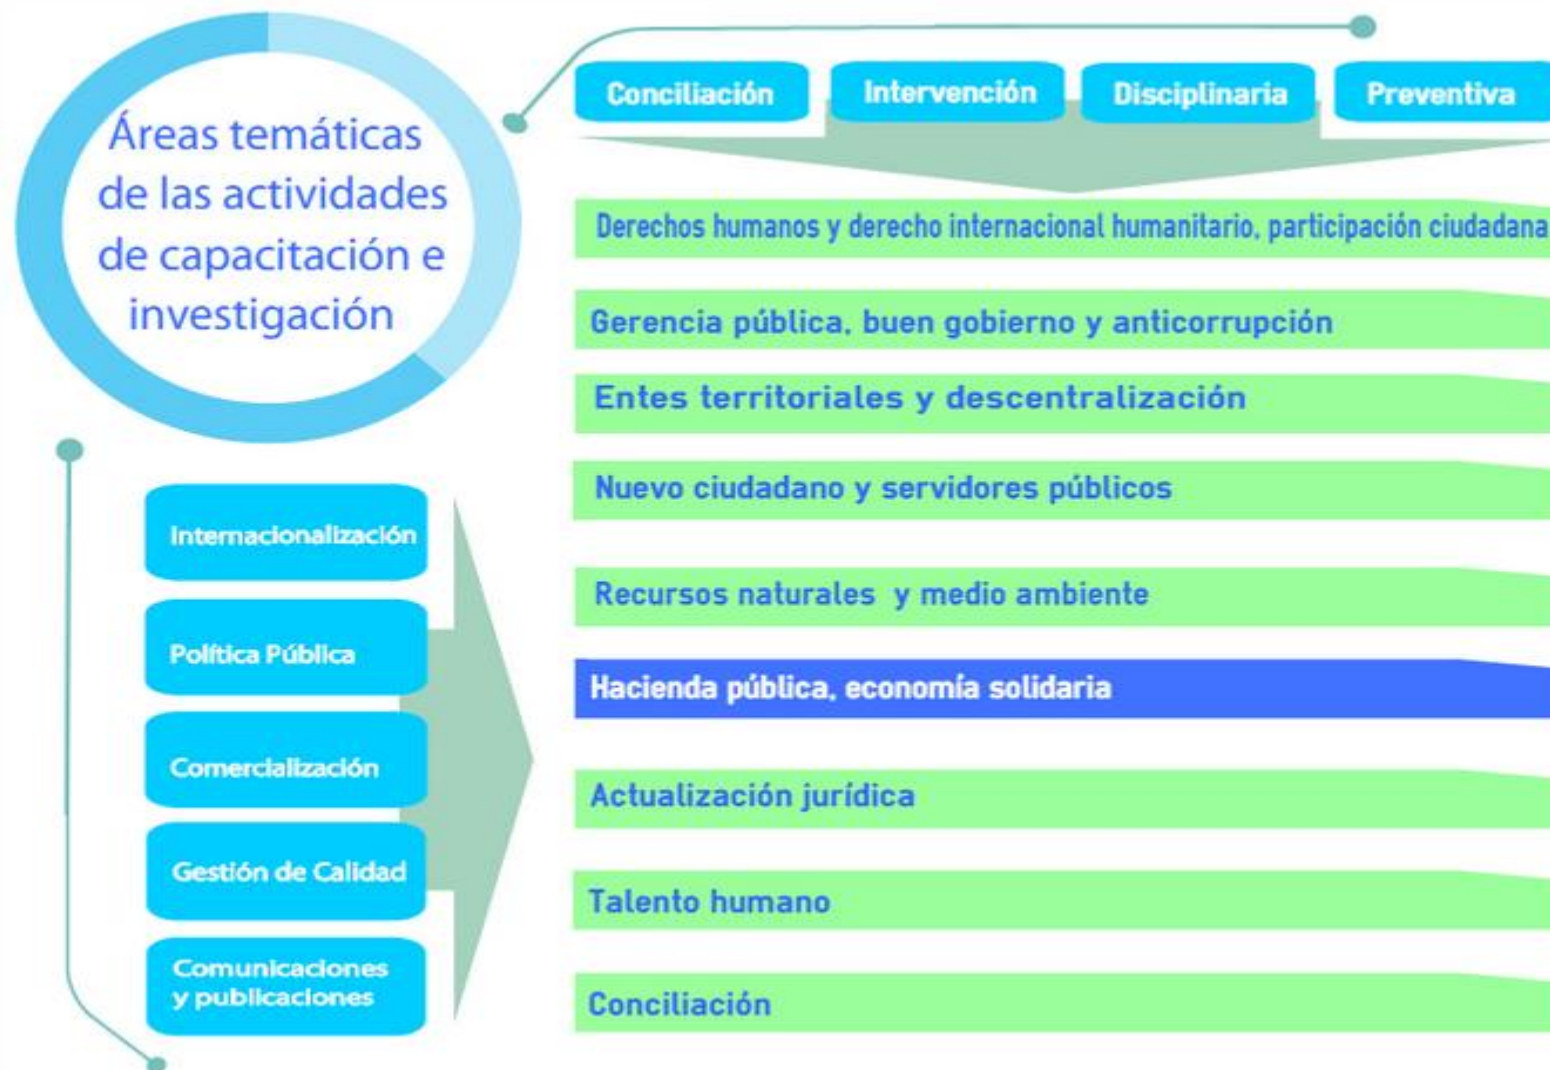 Áreas temáticas
de las actividades
de capacitación e
investigación
Conciliación
Intervención
Disciplinaria
Preventiva
Derechos humanos y derecho internacional humanitario, participación ciudadana
Gerencia pública, buen gobierno y anticorrupción
Entes territoriales y descentralización
Nuevo ciudadano y servidores públicos
Recursos naturales y medio ambiente
Hacienda pública, economía solidaria
Actualización jurídica
Talento humano
Conciliación
Internacionalización
Política Pública
Comercialización
Gestión de Calidad
Comunicaciones
y publicaciones